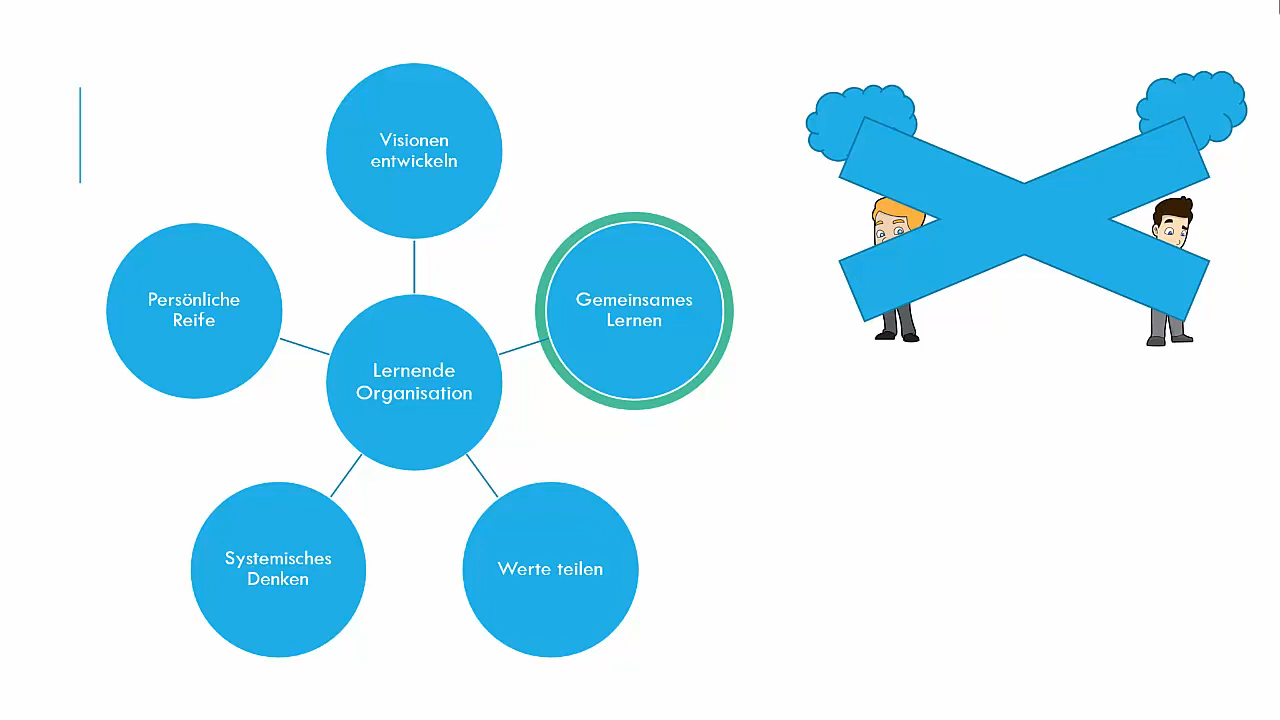 Visionen
entwickeln
Persönliche
Reife
Gemeinsames
Lernen
Lernende
Organisation
Systemisches
Denken
Werte teilen